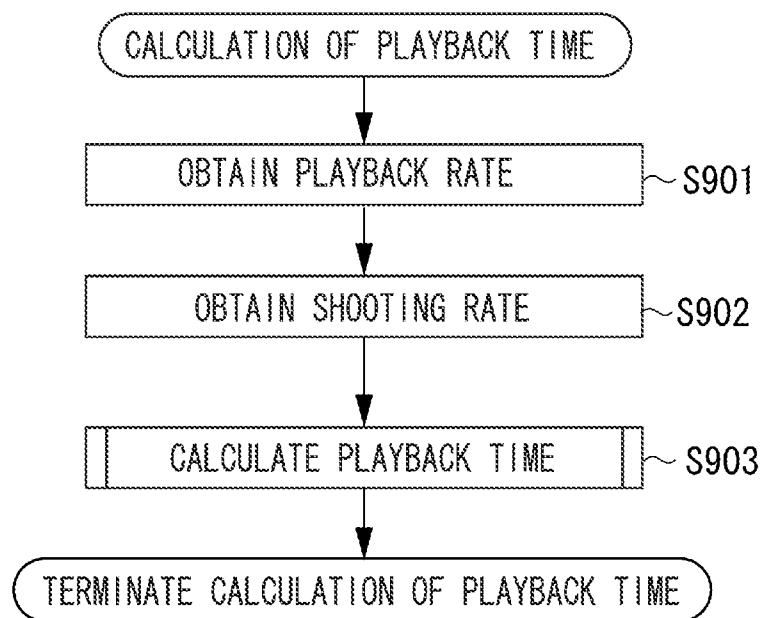 CALCULATION OF PLAYBACK TIME
OBTAIN PLAYBACK RATE
S901
OBTAIN SHOOTING RATE
S902
CALCULATE PLAYBACK TIME
S903
TERMINATE CALCULATION OF PLAYBACK TIME